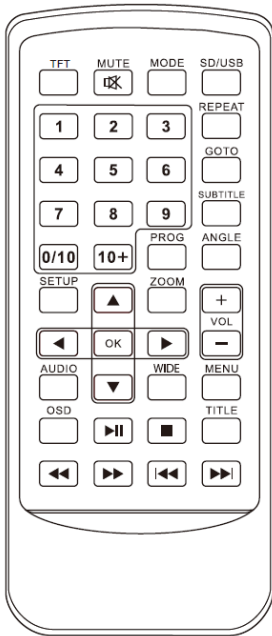 TFT MUTE MODE SD/USB
REPEAT
1 2 3
GOTO
4 5 6
SUBTITLE
7 8 9
PROG ANGLE
0/10 10+
SETUP ZOOM
+
VOL
OK
−
AUDIO WIDE MENU
OSD TITLE